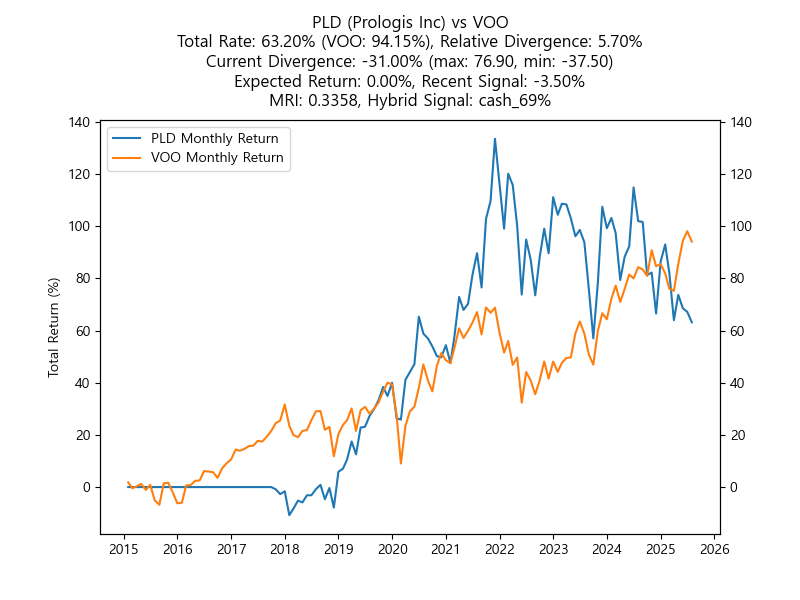 PLD (Prologis Inc) vs VOO
Total Rate: 63.20% (VOO: 94.15%), Relative Divergence: 5.70%
Current Divergence: -31.00% (max: 76.90, min: -37.50)
Expected Return: 0.00%, Recent Signal: -3.50%
MRI: 0.3358, Hybrid Signal: cash_69%
PLD Monthly Return
VOO Monthly Return
Total Return (%)
140
120
100
80
60
40
20
0
140
120
100
80
60
40
20
0
2015 2016 2017 2018 2019 2020 2021 2022 2023 2024 2025 2026